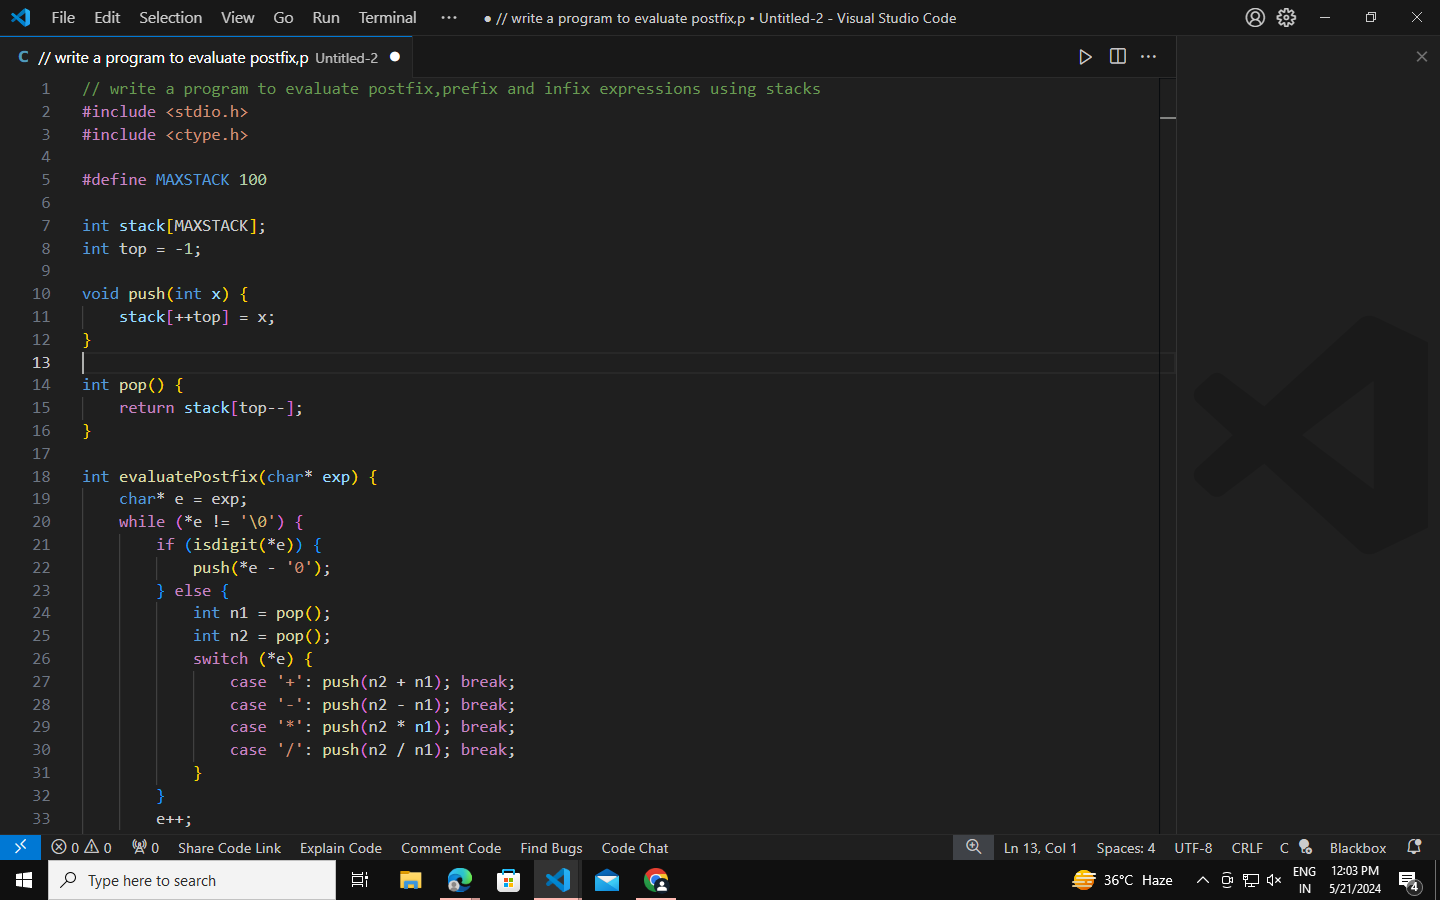 File Edit Selection View Go Run Terminal ··· ● // write a program to evaluate postfix,p • Untitled-2 - Visual Studio Code
C // write a program to evaluate postfix,p Untitled-2 ●
1 // write a program to evaluate postfix,prefix and infix expressions using stacks
2 #include <stdio.h>
3 #include <ctype.h>
4
5 #define MAXSTACK 100
6
7 int stack[MAXSTACK];
8 int top = -1;
9
10 void push(int x) {
11 stack[++top] = x;
12 }
13
14 int pop() {
15 return stack[top--];
16 }
17
18 int evaluatePostfix(char* exp) {
19 char* e = exp;
20 while (*e != '\0') {
21 if (isdigit(*e)) {
22 push(*e - '0');
23 } else {
24 int n1 = pop();
25 int n2 = pop();
26 switch (*e) {
27 case '+': push(n2 + n1); break;
28 case '-': push(n2 - n1); break;
29 case '*': push(n2 * n1); break;
30 case '/': push(n2 / n1); break;
31 }
32 }
33 e++;
0 0 0 Share Code Link Explain Code Comment Code Find Bugs Code Chat Ln 13, Col 1 Spaces: 4 UTF-8 CRLF C Blackbox
Type here to search 36°C Haze ENG IN 12:03 PM 5/21/2024 4